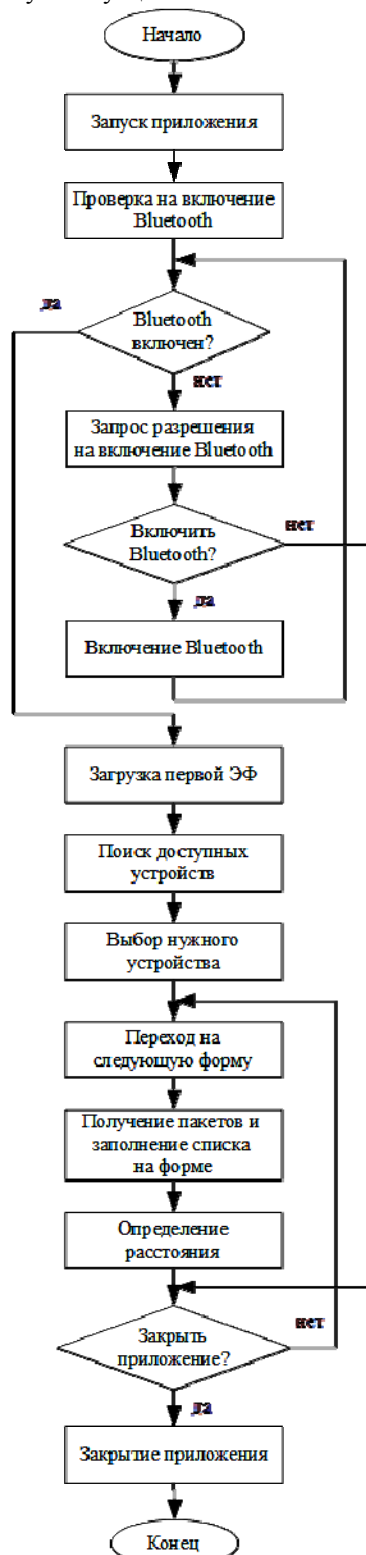 Начало
Запуск приложения
Проверка на включение
Bluetooth
да
Bluetooth
включен?
нет
Запрос разрешения
на включение Bluetooth
Включить
Bluetooth?
нет
да
Включение Bluetooth
Загрузка первой ЭФ
Поиск доступных
устройств
Выбор нужного
устройства
Переход на
следующую форму
Получение пакетов и
заполнение списка
на форме
Определение
расстояния
Закрыть
приложение?
нет
да
Закрытие приложения
Конец